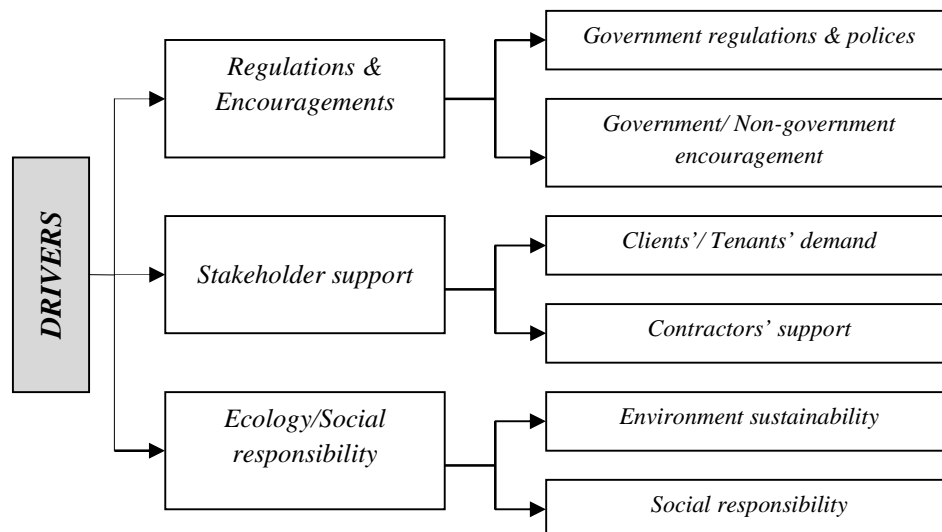 DRIVERS
Regulations &
Encouragements
Government regulations & polices
Government/ Non-government
encouragement
Stakeholder support
Clients’/ Tenants’ demand
Contractors’ support
Ecology/Social
responsibility
Environment sustainability
Social responsibility